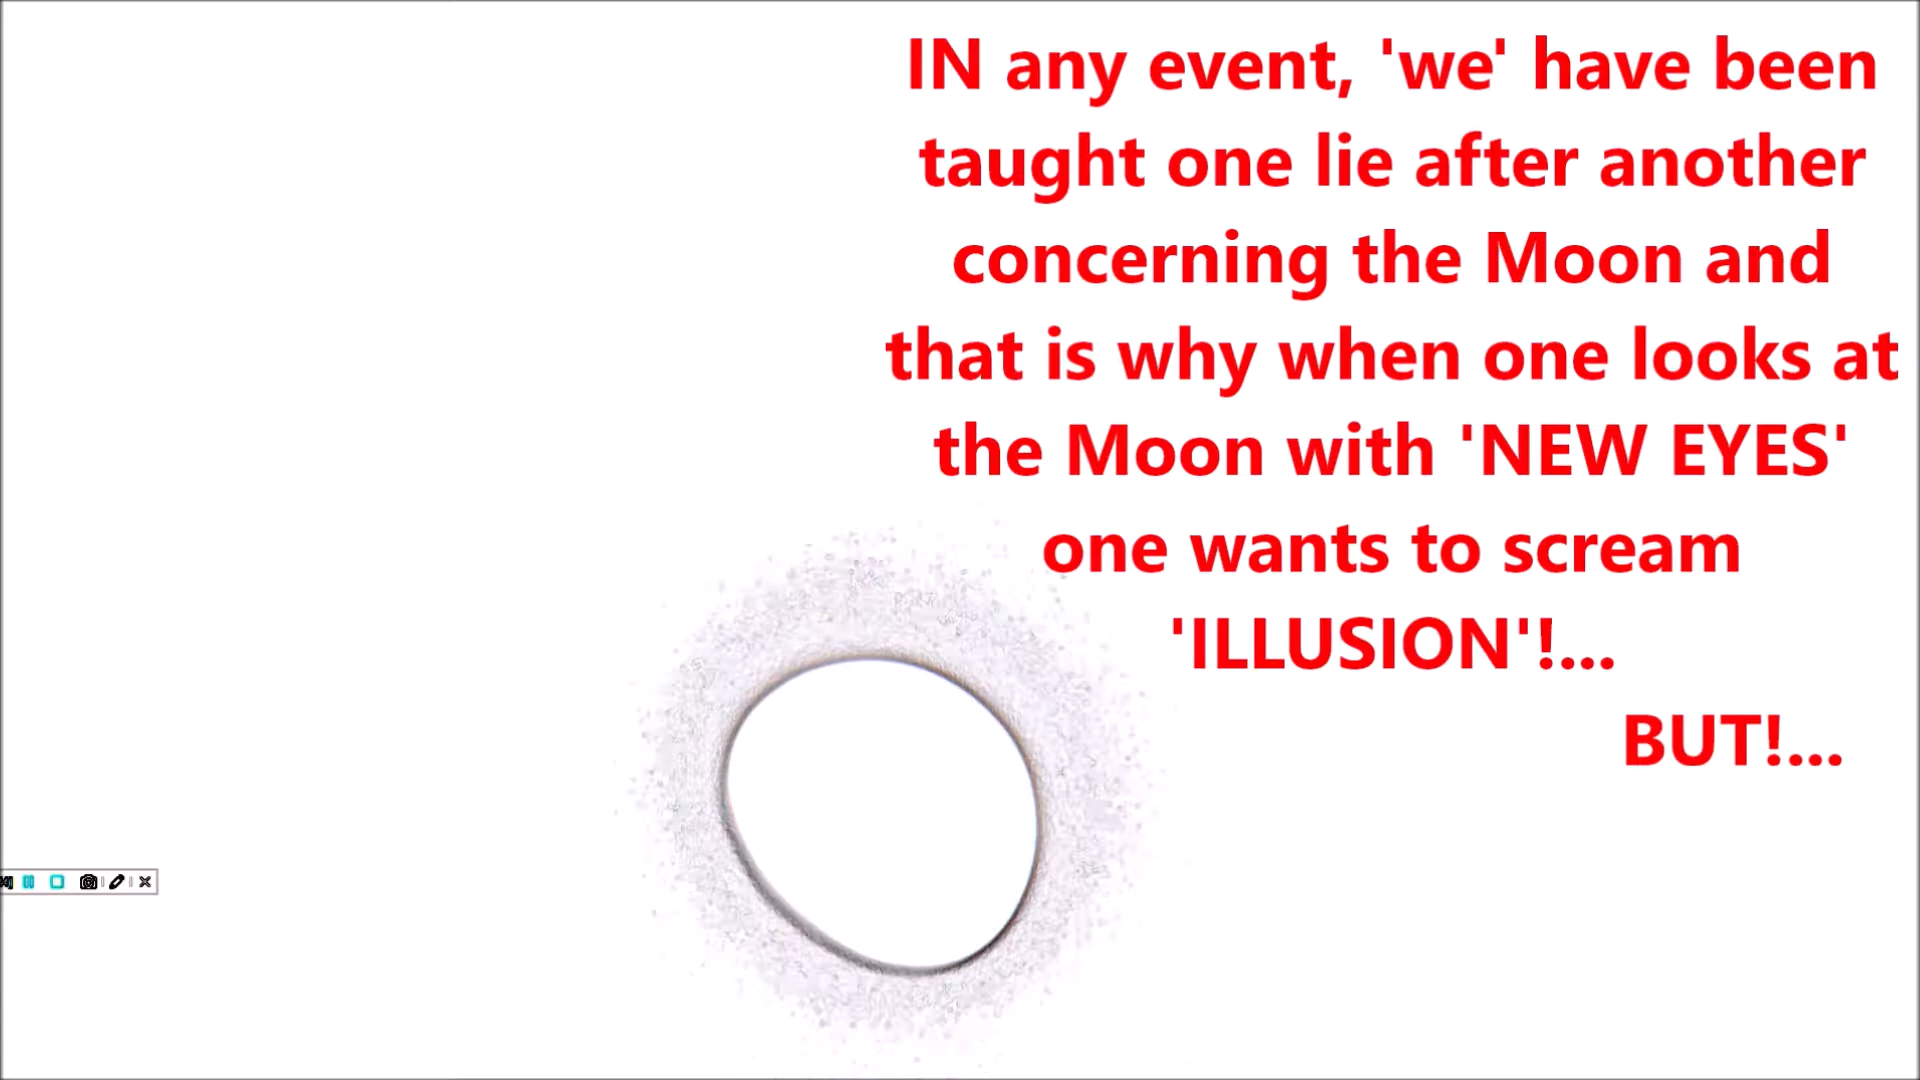 IN any event, 'we' have been
taught one lie after another
concerning the Moon and
that is why when one looks at
the Moon with 'NEW EYES'
one wants to scream
'ILLUSION'!...
BUT!...